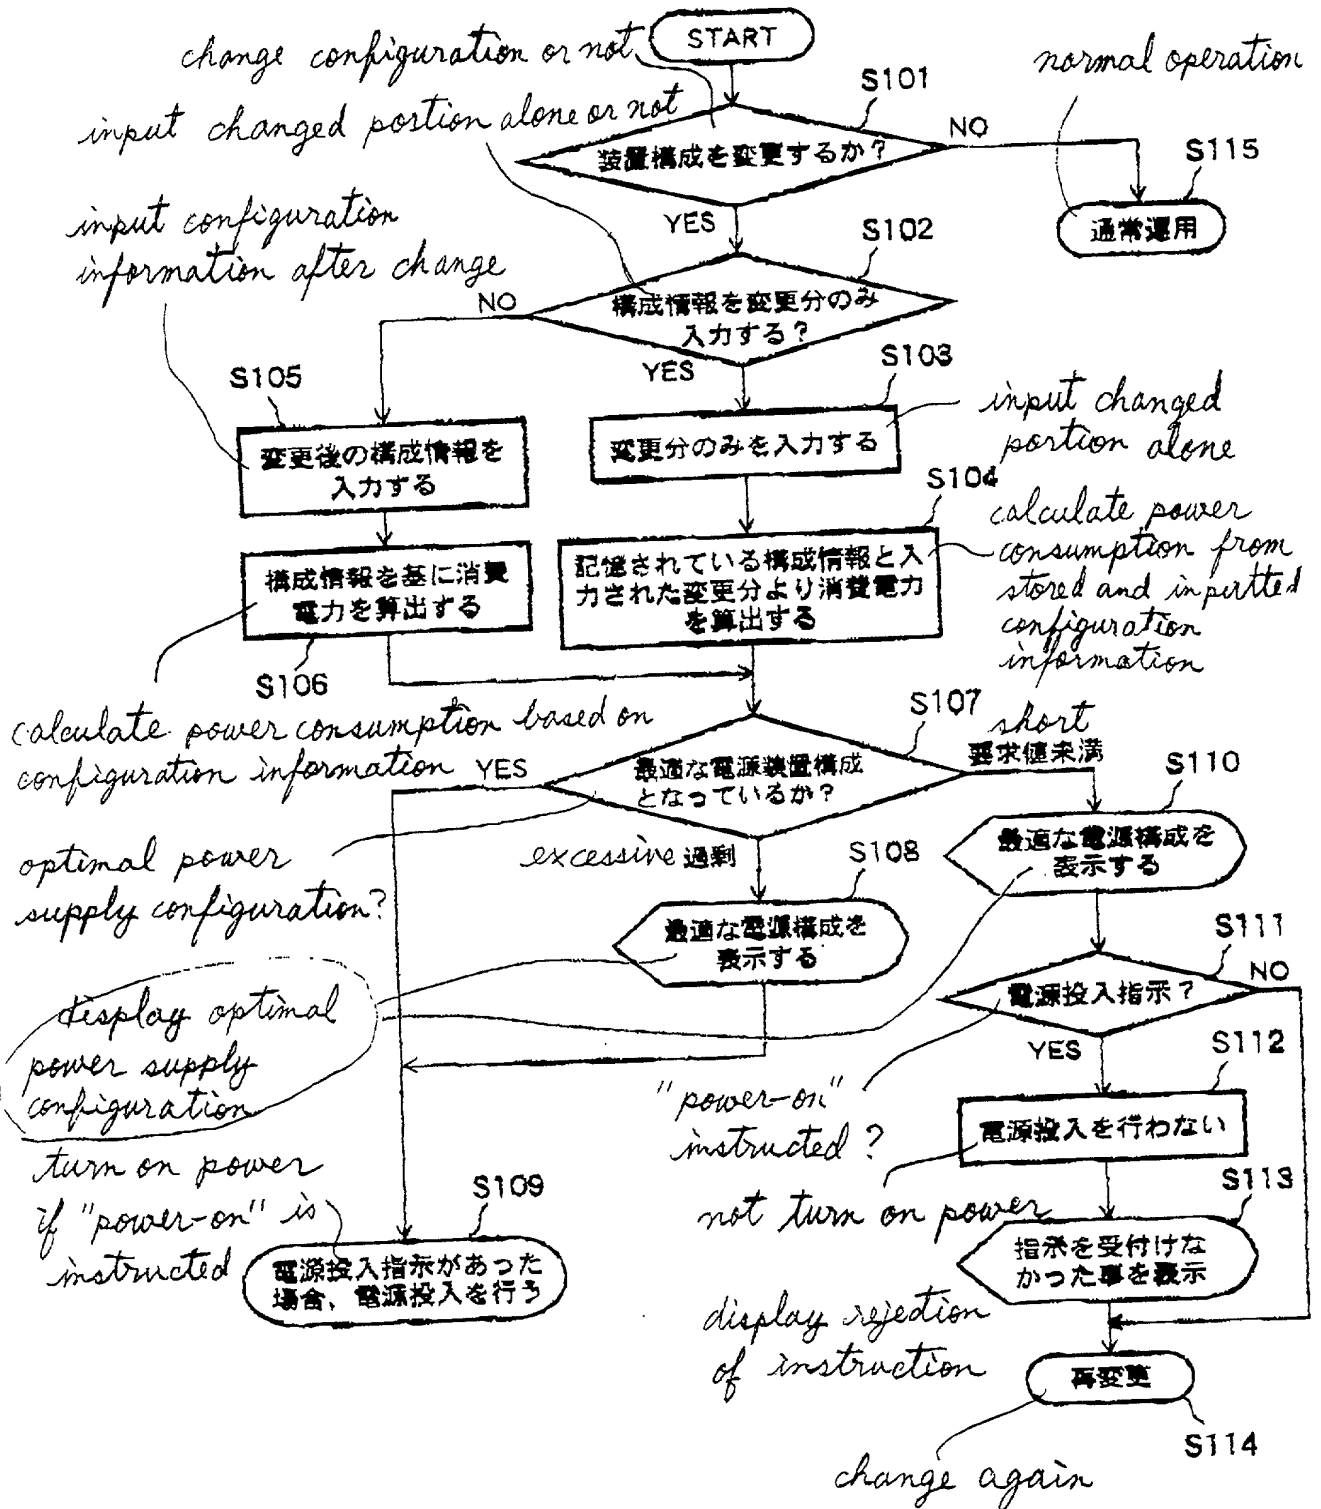 change configuration or not
START
normal operation
S101
input changed portion alone or not
NO
装置構成を変更するか?
S115
YES
通常運用
input configuration
information after change
S102
NO
構成情報を変更分のみ
入力する?
YES
S103
S105
input changed
portion alone
変更後の構成情報を
入力する
変更分のみを入力する
S104
calculate power
consumption from
stored and inputted
configuration
information
構成情報を基に消費
電力を算出する
記憶されている構成情報と入
力された変更分より消費電力
を算出する
S106
calculate power consumption based on
configuration information
S107
short
要求値未満
YES
最適な電源装置構成
となっているか?
S110
optimal power
supply configuration?
excessive 過剰
S108
最適な電源構成を
表示する
最適な電源構成を
表示する
S111
NO
電源投入指示?
display optimal
power supply
configuration
YES
S112
"power-on"
instructed?
電源投入を行わない
turn on power
if "power-on" is
instructed
S109
not turn on power
S113
電源投入指示があった
場合、電源投入を行う
指示を受付けな
かった事を表示
display rejection
of instruction
再変更
S114
change again